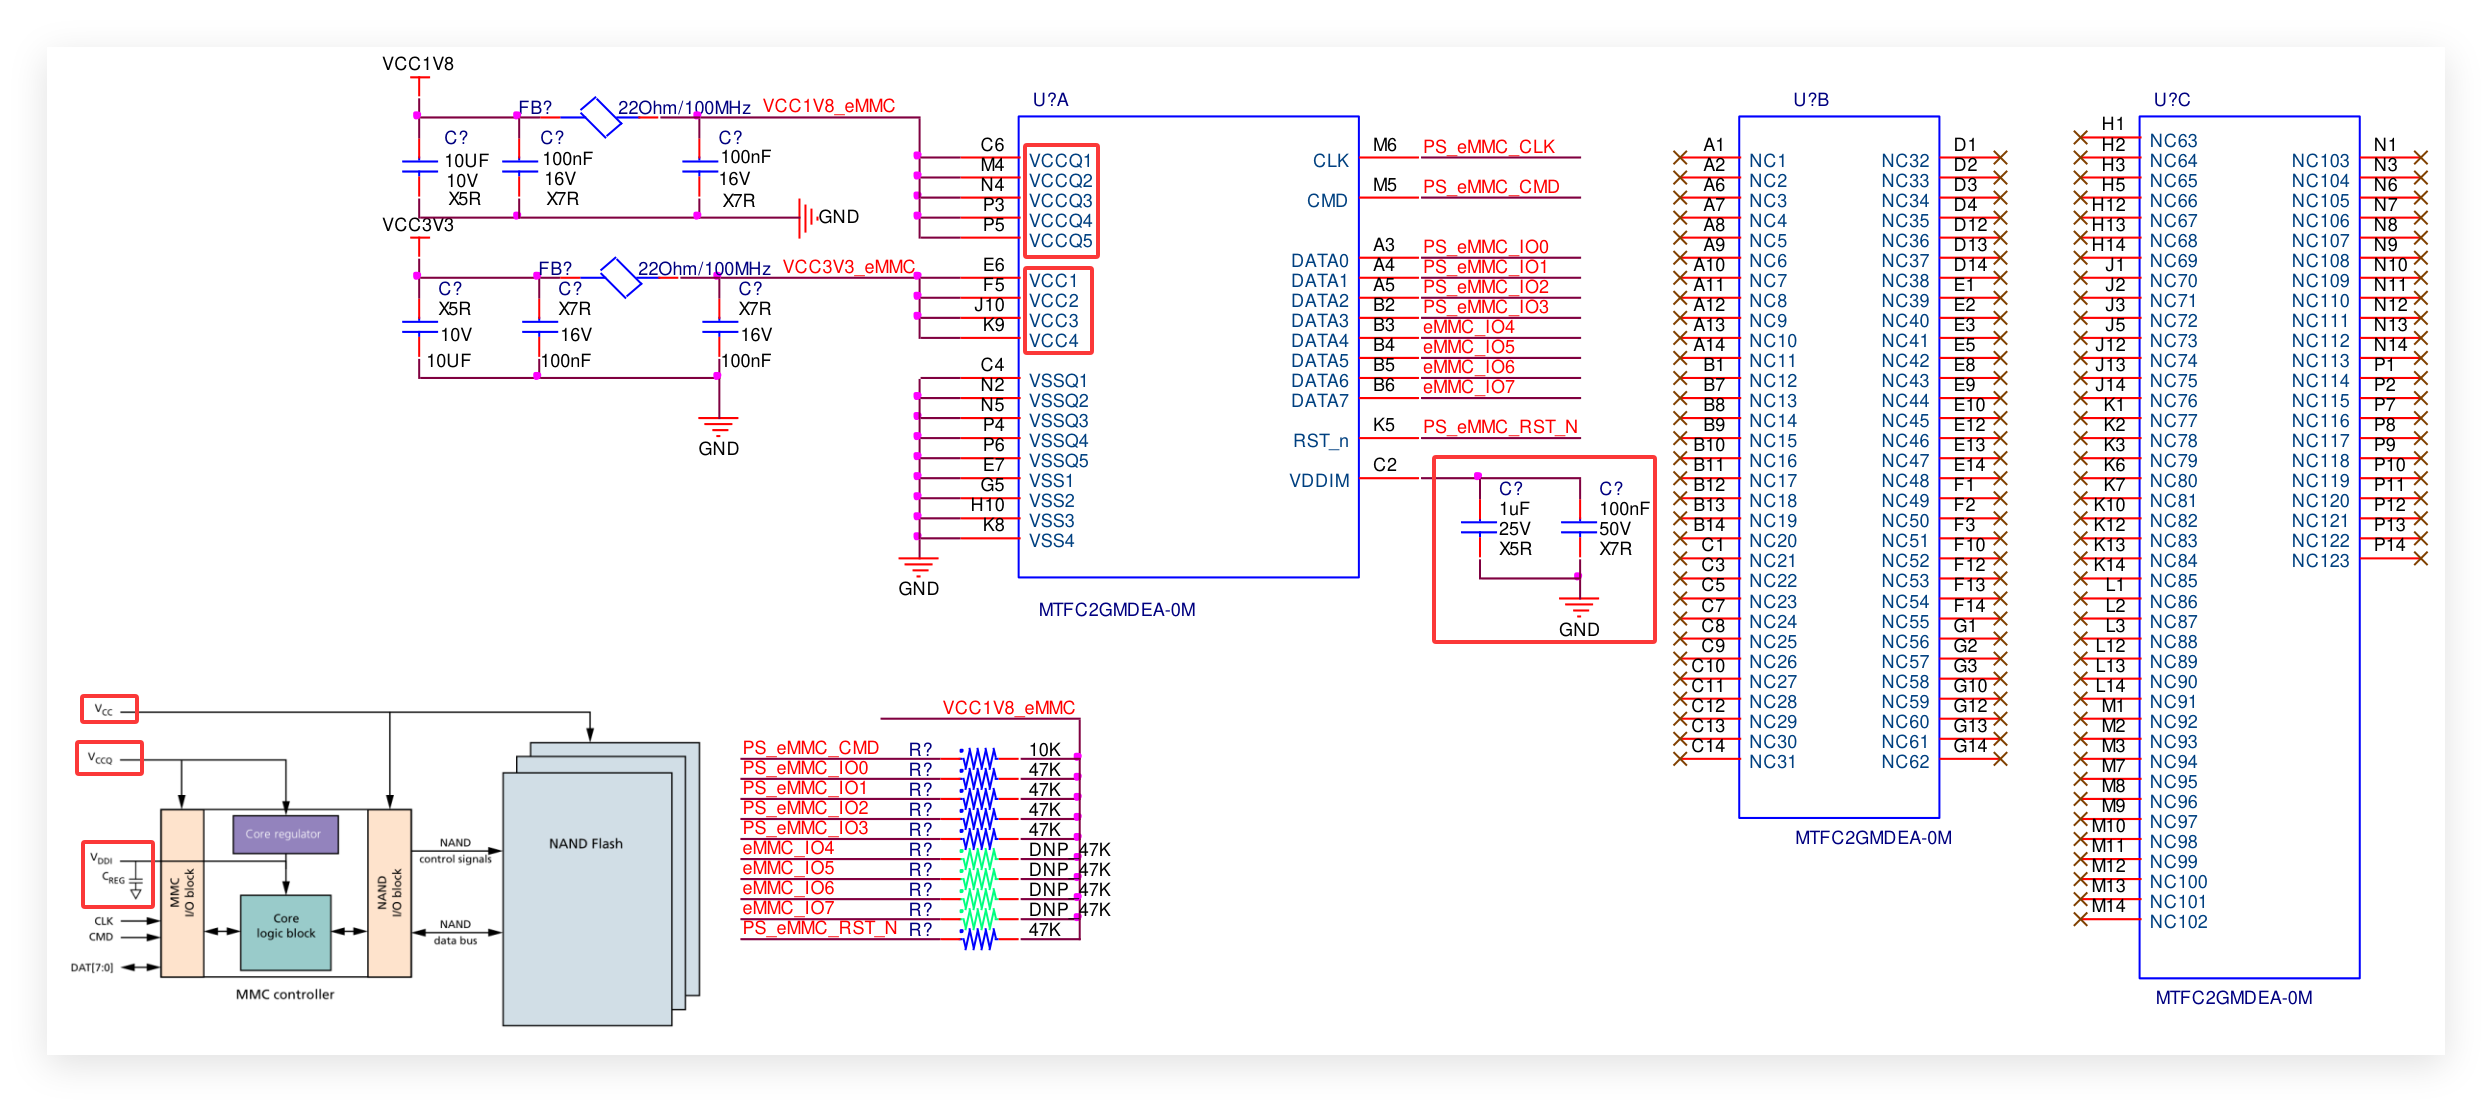 VCC1V8
FB?
22Ohm/100MHz
VCC1V8_eMMC
C?
10UF
10V
X5R
C?
100nF
16V
X7R
C?
100nF
16V
X7R
GND
VCC3V3
FB?
22Ohm/100MHz
VCC3V3_eMMC
C?
X5R
10V
10UF
C?
X7R
16V
100nF
C?
X7R
16V
100nF
GND
U?A
C6 VCCQ1
M4 VCCQ2
N4 VCCQ3
P3 VCCQ4
P5 VCCQ5
E6 VCC1
F5 VCC2
J10 VCC3
K9 VCC4
C4 VSSQ1
N2 VSSQ2
N5 VSSQ3
P4 VSSQ4
P6 VSSQ5
E7 VSS1
G5 VSS2
H10 VSS3
K8 VSS4
GND
CLK M6 PS_eMMC_CLK
CMD M5 PS_eMMC_CMD
DATA0 A3 PS_eMMC_IO0
DATA1 A4 PS_eMMC_IO1
DATA2 A5 PS_eMMC_IO2
DATA3 B2 PS_eMMC_IO3
DATA4 B3 eMMC_IO4
DATA5 B4 eMMC_IO5
DATA6 B5 eMMC_IO6
DATA7 B6 eMMC_IO7
RST_n K5 PS_eMMC_RST_N
VDDIM C2
MTFC2GMDEA-0M
C?
1uF
25V
X5R
C?
100nF
50V
X7R
GND
U?B
A1 NC1 NC32 D1
A2 NC2 NC33 D2
A6 NC3 NC34 D3
A7 NC4 NC35 D4
A8 NC5 NC36 D12
A9 NC6 NC37 D13
A10 NC7 NC38 D14
A11 NC8 NC39 E1
A12 NC9 NC40 E2
A13 NC10 NC41 E3
A14 NC11 NC42 E5
B1 NC12 NC43 E8
B7 NC13 NC44 E9
B8 NC14 NC45 E10
B9 NC15 NC46 E12
B10 NC16 NC47 E13
B11 NC17 NC48 E14
B12 NC18 NC49 F1
B13 NC19 NC50 F2
B14 NC20 NC51 F3
C1 NC21 NC52 F10
C3 NC22 NC53 F12
C5 NC23 NC54 F13
C7 NC24 NC55 F14
C8 NC25 NC56 G1
C9 NC26 NC57 G2
C10 NC27 NC58 G3
C11 NC28 NC59 G10
C12 NC29 NC60 G12
C13 NC30 NC61 G13
C14 NC31 NC62 G14
MTFC2GMDEA-0M
U?C
H1 NC63
H2 NC64 NC103 N1
H3 NC65 NC104 N3
H5 NC66 NC105 N6
H12 NC67 NC106 N7
H13 NC68 NC107 N8
H14 NC69 NC108 N9
J1 NC70 NC109 N10
J2 NC71 NC110 N11
J3 NC72 NC111 N12
J5 NC73 NC112 N13
J12 NC74 NC113 N14
J13 NC75 NC114 P1
J14 NC76 NC115 P2
K1 NC77 NC116 P7
K2 NC78 NC117 P8
K3 NC79 NC118 P9
K6 NC80 NC119 P10
K7 NC81 NC120 P11
K10 NC82 NC121 P12
K12 NC83 NC122 P13
K13 NC84 NC123 P14
K14 NC85
L1 NC86
L2 NC87
L3 NC88
L12 NC89
L13 NC90
L14 NC91
M1 NC92
M2 NC93
M3 NC94
M7 NC95
M8 NC96
M9 NC97
M10 NC98
M11 NC99
M12 NC100
M13 NC101
M14 NC102
MTFC2GMDEA-0M
VCC
VCCQ
VDDI
CREG
CLK
CMD
DAT[7:0]
MMC
I/O block
Core regulator
Core
logic block
NAND
I/O block
MMC controller
NAND
control signals
NAND
data bus
NAND Flash
VCC1V8_eMMC
PS_eMMC_CMD R? 10K
PS_eMMC_IO0 R? 47K
PS_eMMC_IO1 R? 47K
PS_eMMC_IO2 R? 47K
PS_eMMC_IO3 R? 47K
eMMC_IO4 R? DNP 47K
eMMC_IO5 R? DNP 47K
eMMC_IO6 R? DNP 47K
eMMC_IO7 R? DNP 47K
PS_eMMC_RST_N R? 47K